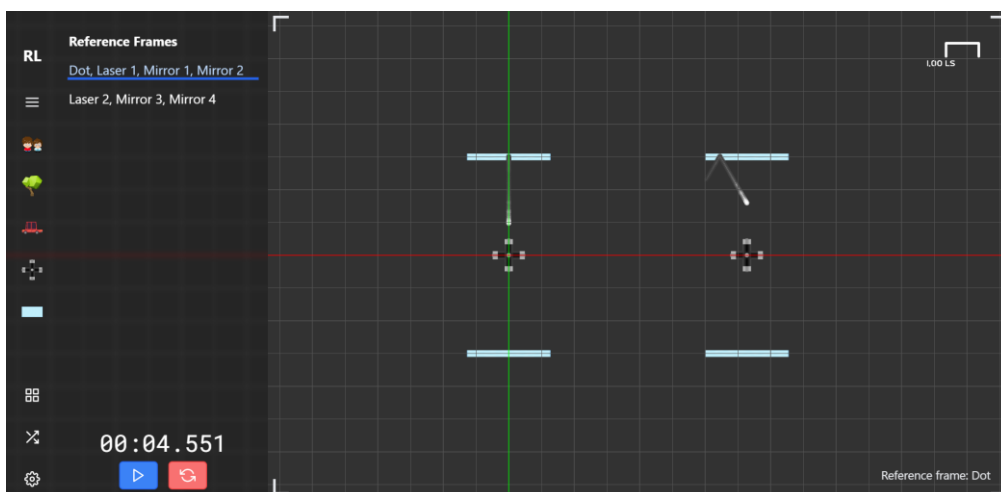 RL
Reference Frames
Dot, Laser 1, Mirror 1, Mirror 2
Laser 2, Mirror 3, Mirror 4
1.00 LS
00:04.551
Reference frame: Dot